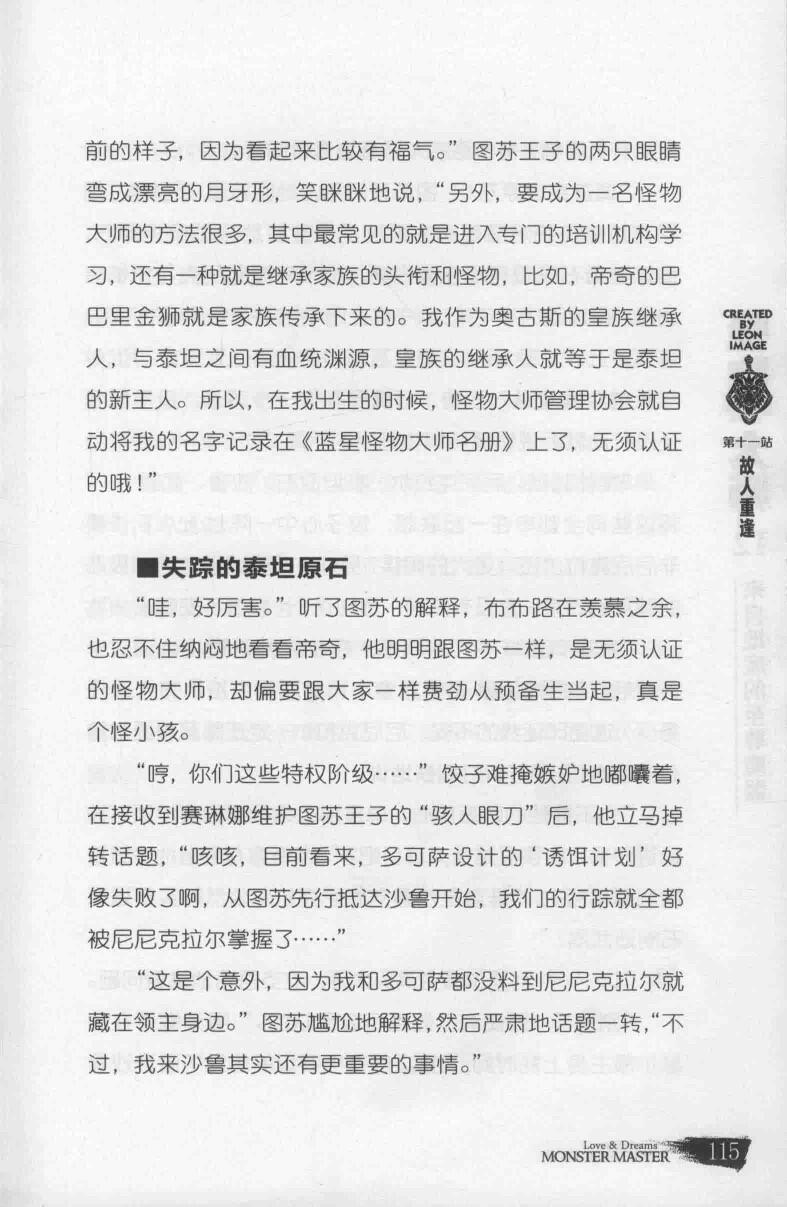 前的样子，因为看起来比较有福气。”图苏王子的两只眼睛
弯成漂亮的月牙形，笑眯眯地说，“另外，要成为一名怪物
大师的方法很多，其中最常见的就是进入专门的培训机构学
习，还有一种就是继承家族的头衔和怪物，比如，帝奇的巴
巴里金狮就是家族传承下来的。我作为奥古斯的皇族继承
人，与泰坦之间有血统渊源，皇族的继承人就等于是泰坦
的新主人。所以，在我出生的时候，怪物大师管理协会就自
动将我的名字记录在《蓝星怪物大师名册》上了，无须认证
的哦！”
■失踪的泰坦原石
“哇，好厉害。”听了图苏的解释，布布路在羡慕之余，
也忍不住纳闷地看看帝奇，他明明跟图苏一样，是无须认证
的怪物大师，却偏要跟大家一样费劲从预备生当起，真是
个怪小孩。
“哼，你们这些特权阶级……”饺子难掩嫉妒地嘟囔着，
在接收到赛琳娜维护图苏王子的“骇人眼刀”后，他立马掉
转话题，“咳咳，目前看来，多可萨设计的‘诱饵计划’好
像失败了啊，从图苏先行抵达沙鲁开始，我们的行踪就全都
被尼尼克拉尔掌握了……”
“这是个意外，因为我和多可萨都没料到尼尼克拉尔就
藏在领主身边。”图苏尴尬地解释，然后严肃地话题一转，“不
过，我来沙鲁其实还有更重要的事情。”
CREATED
BY
LEON
IMAGE
第十一站
故人重逢
Love & Dreams
MONSTER MASTER
115